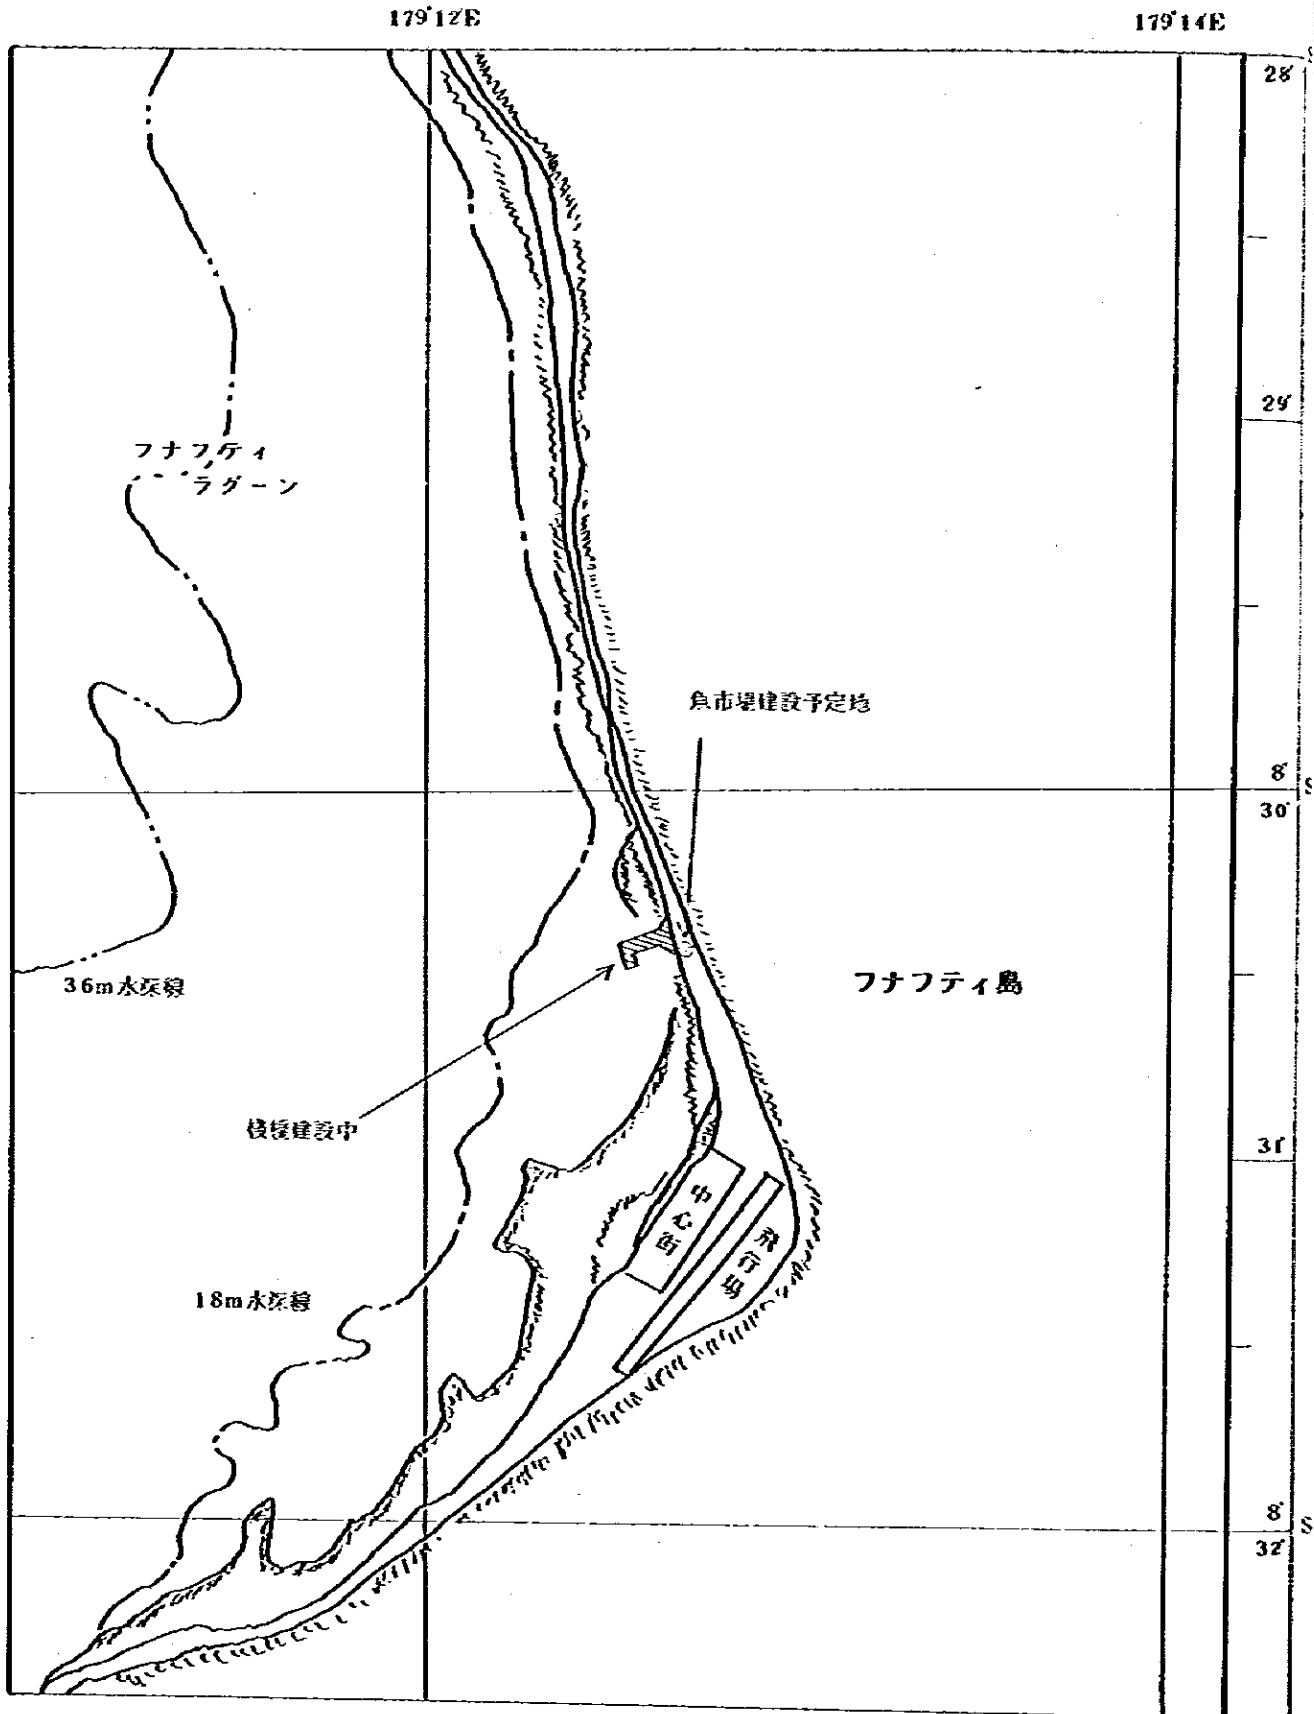 179°12'E
179°14'E
28'
29'
フナフティ
ラグーン
魚市場建設予定地
8° S
30'
36m水深線
フナフティ島
桟橋建設中
31'
中心街
飛行場
18m水深線
8° S
32'